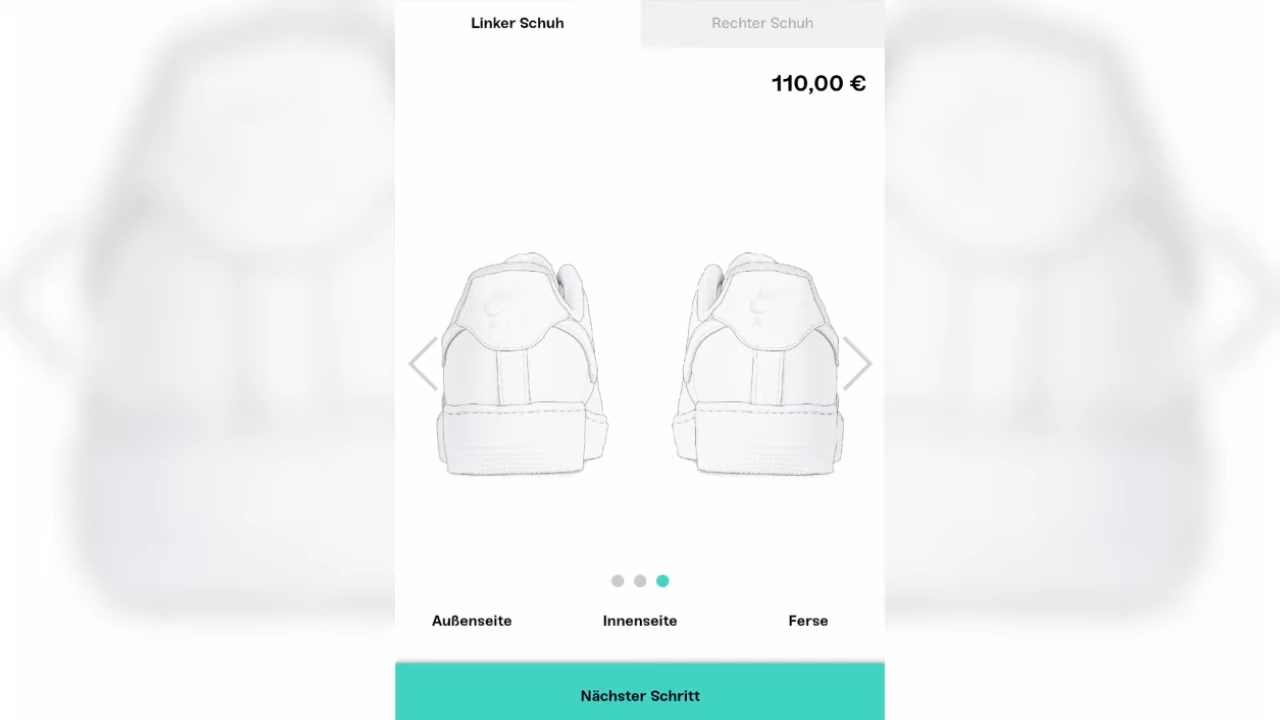 Linker Schuh
Rechter Schuh
110,00 €
Außenseite
Innenseite
Ferse
Nächster Schritt